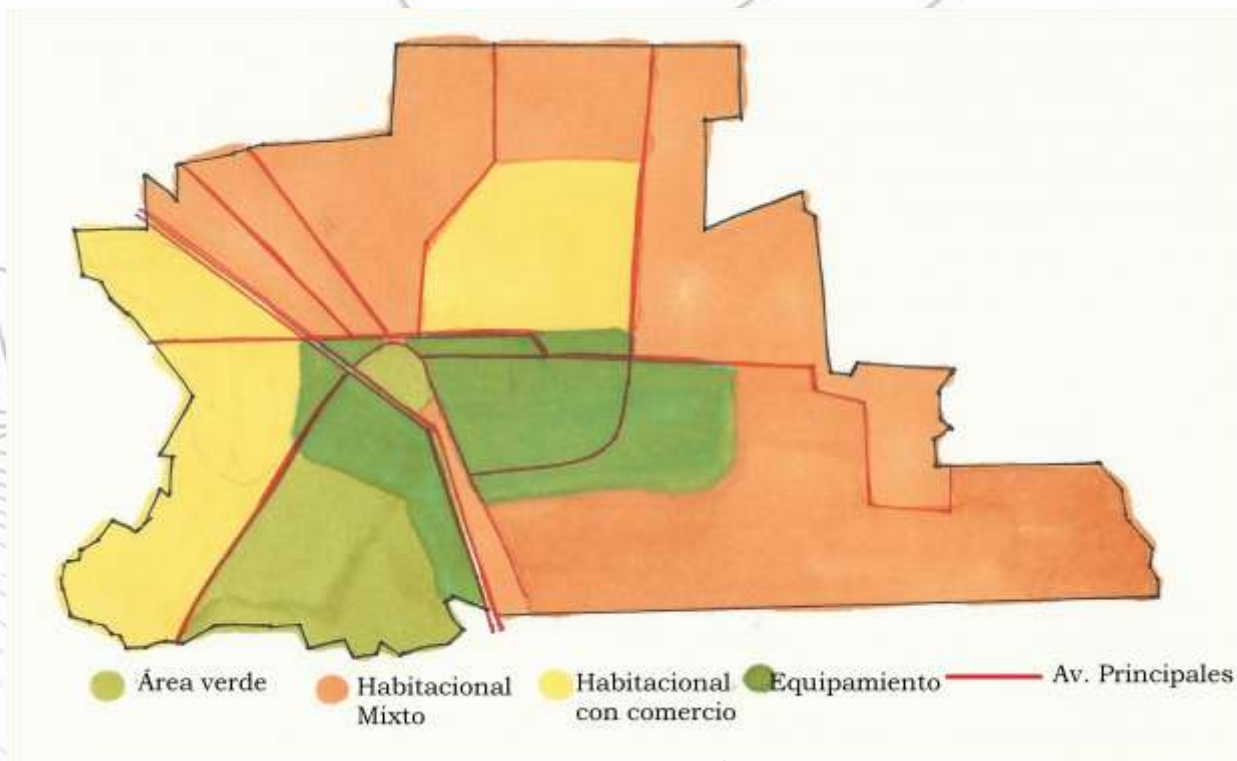 Área verde
Habitacional
Mixto
Habitacional
con comercio
Equipamiento
Av. Principales